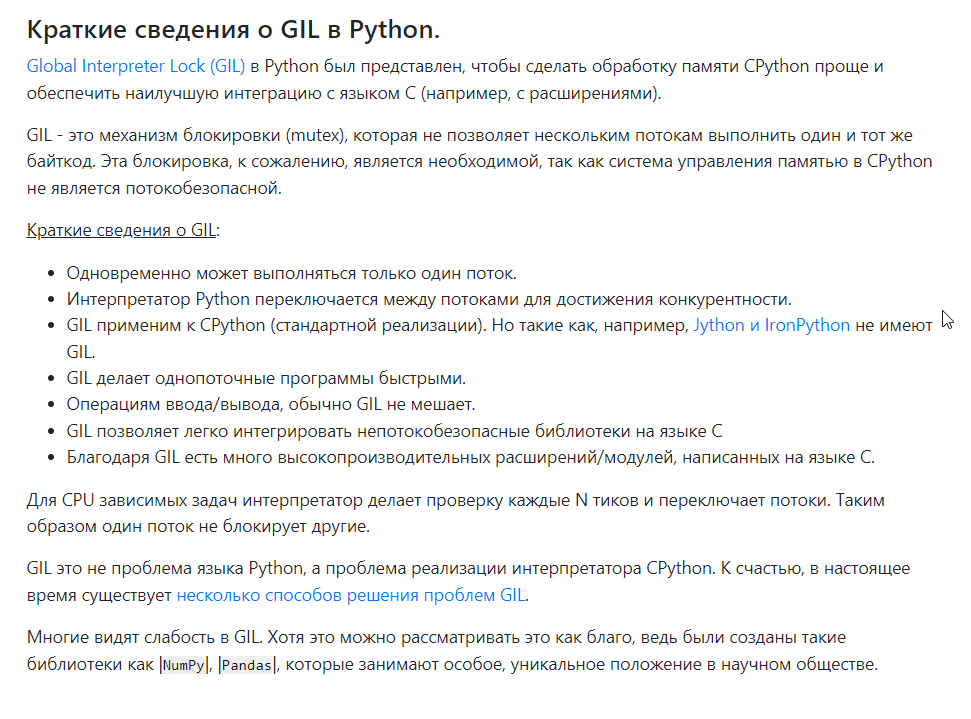 Краткие сведения о GIL в Python.
Global Interpreter Lock (GIL) в Python был представлен, чтобы сделать обработку памяти CPython проще и
обеспечить наилучшую интеграцию с языком C (например, с расширениями).
GIL - это механизм блокировки (mutex), которая не позволяет нескольким потокам выполнить один и тот же
байткод. Эта блокировка, к сожалению, является необходимой, так как система управления памятью в CPython
не является потокобезопасной.
Краткие сведения о GIL:
• Одновременно может выполняться только один поток.
• Интерпретатор Python переключается между потоками для достижения конкурентности.
• GIL применим к CPython (стандартной реализации). Но такие как, например, Jython и IronPython не имеют
GIL.
• GIL делает однопоточные программы быстрыми.
• Операциям ввода/вывода, обычно GIL не мешает.
• GIL позволяет легко интегрировать непотокобезопасные библиотеки на языке C
• Благодаря GIL есть много высокопроизводительных расширений/модулей, написанных на языке C.
Для CPU зависимых задач интерпретатор делает проверку каждые N тиков и переключает потоки. Таким
образом один поток не блокирует другие.
GIL это не проблема языка Python, а проблема реализации интерпретатора CPython. К счастью, в настоящее
время существует несколько способов решения проблем GIL.
Многие видят слабость в GIL. Хотя это можно рассматривать это как благо, ведь были созданы такие
библиотеки как |NumPy|, |Pandas|, которые занимают особое, уникальное положение в научном обществе.